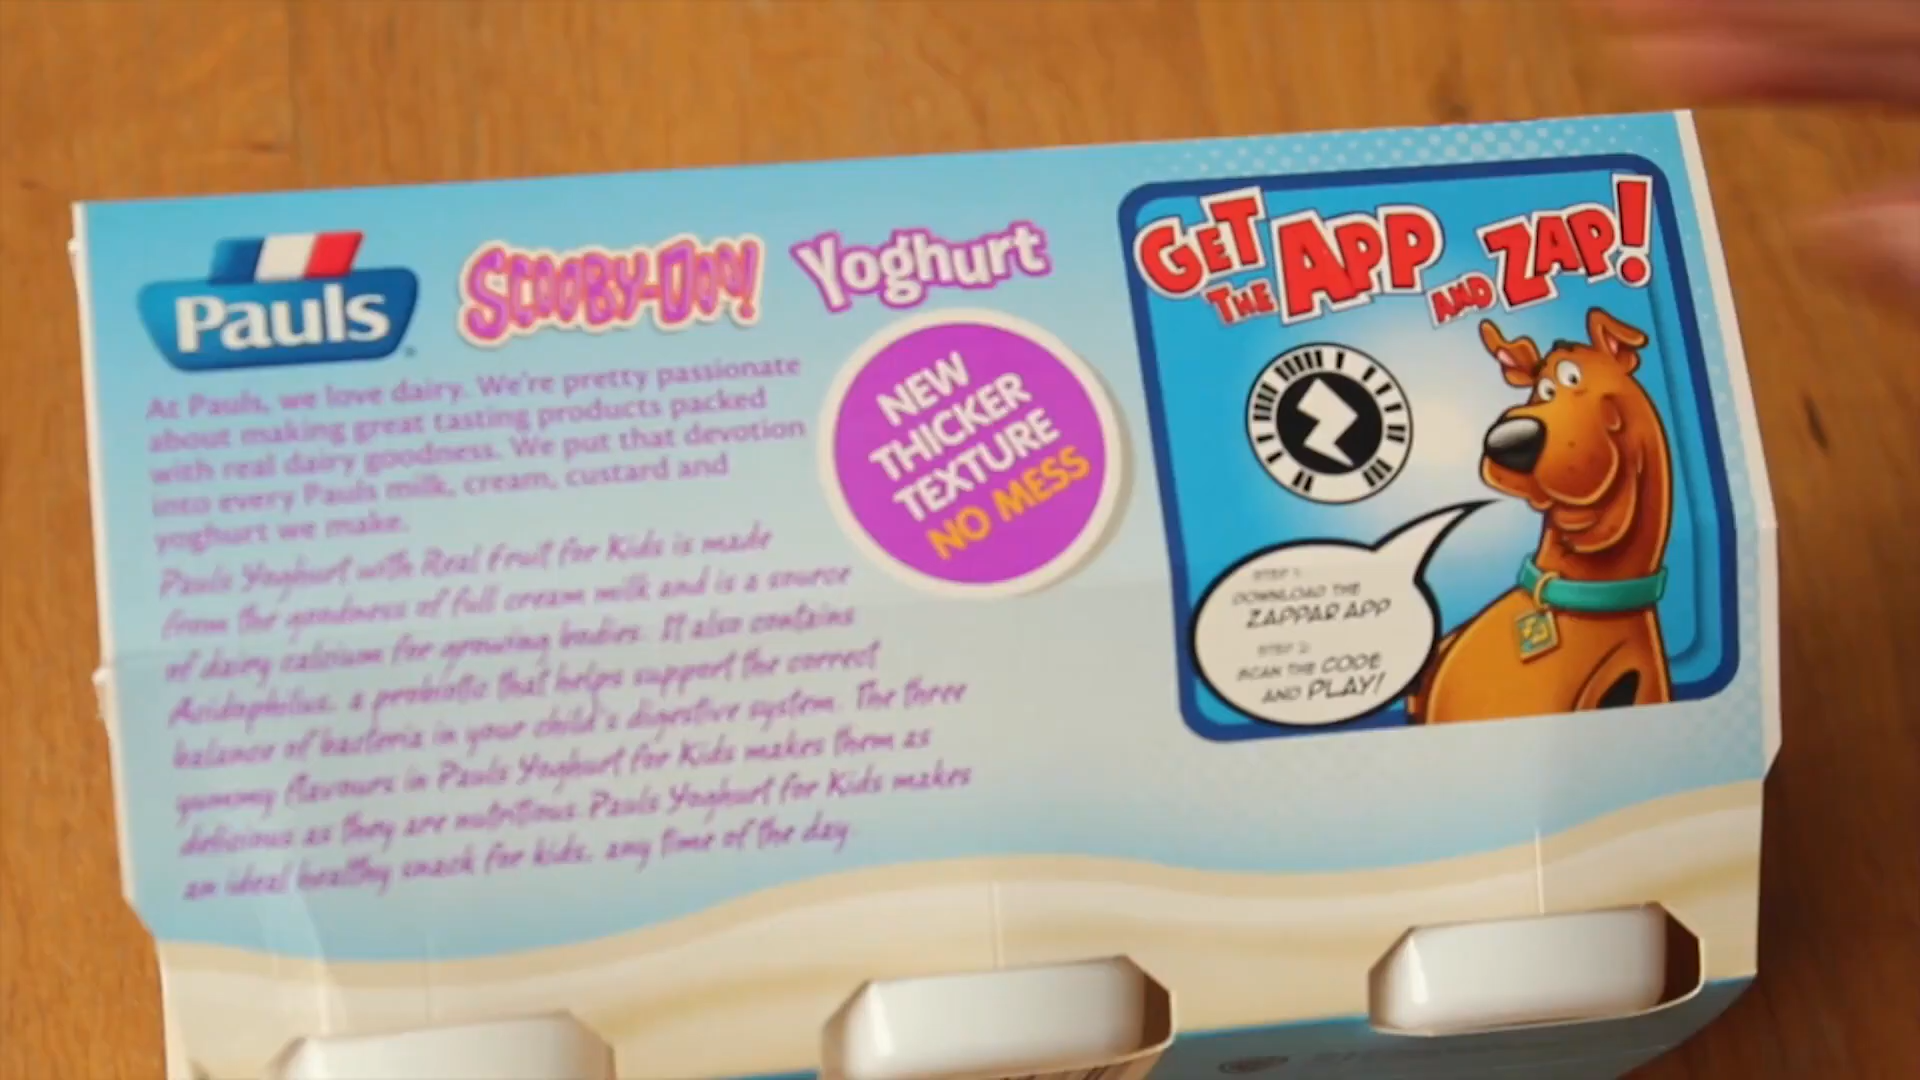 Pauls
SCOOBY-DOO! Yoghurt
At Pauls, we love dairy. We're pretty passionate
about making great tasting products packed
with real dairy goodness. We put that devotion
into every Pauls milk, cream, custard and
yoghurt we make.
Pauls Yoghurt with Real Fruit for Kids is made
from the goodness of full cream milk and is a source
of dairy calcium for growing bodies. It also contains
Acidophilus, a probiotic that helps support the correct
balance of bacteria in your child's digestive system. The three
yummy flavours in Pauls Yoghurt for Kids makes them as
delicious as they are nutritious. Pauls Yoghurt for Kids makes
an ideal healthy snack for kids, any time of the day.
NEW
THICKER
TEXTURE
NO MESS
GET THE APP AND ZAP!
STEP 1:
DOWNLOAD THE
ZAPPAR APP
STEP 2:
SCAN THE CODE
AND PLAY!